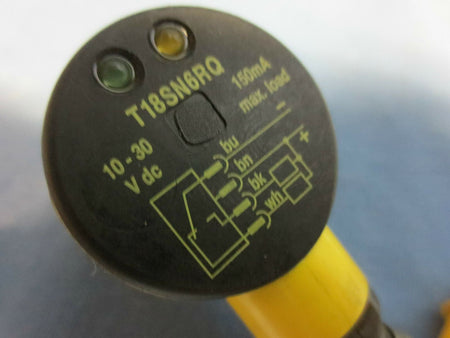 T18SN6RQ
150mA
max. load
10-30
V dc
bu −
bn +
bk
wh